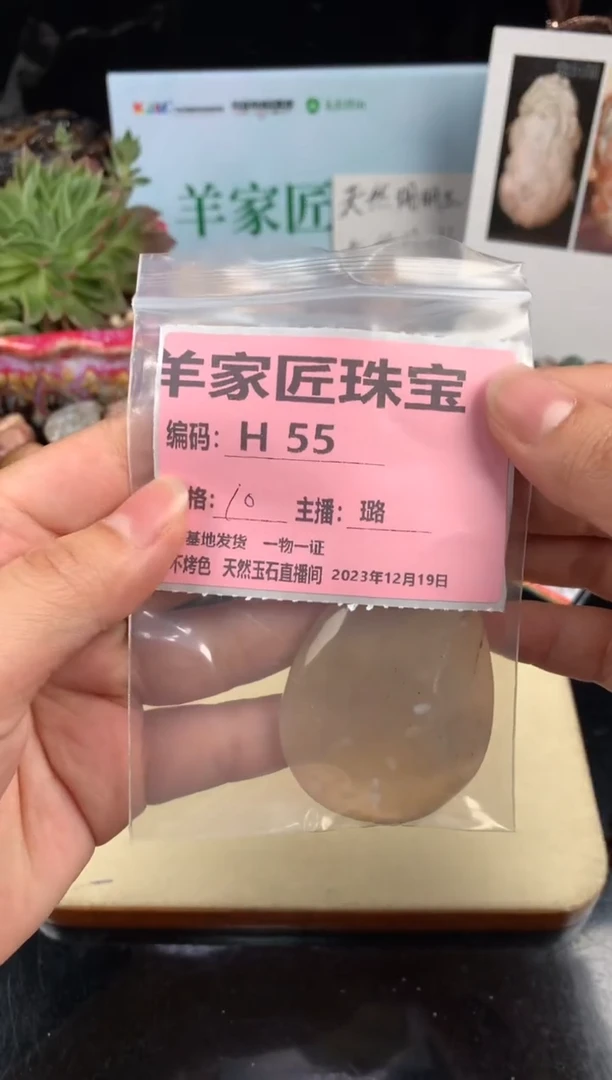 羊家匠
天然
羊家匠珠宝
编码: H 55
格: 10 主播: 璐
基地发货 一物一证
不烤色 天然玉石直播间 2023年12月19日